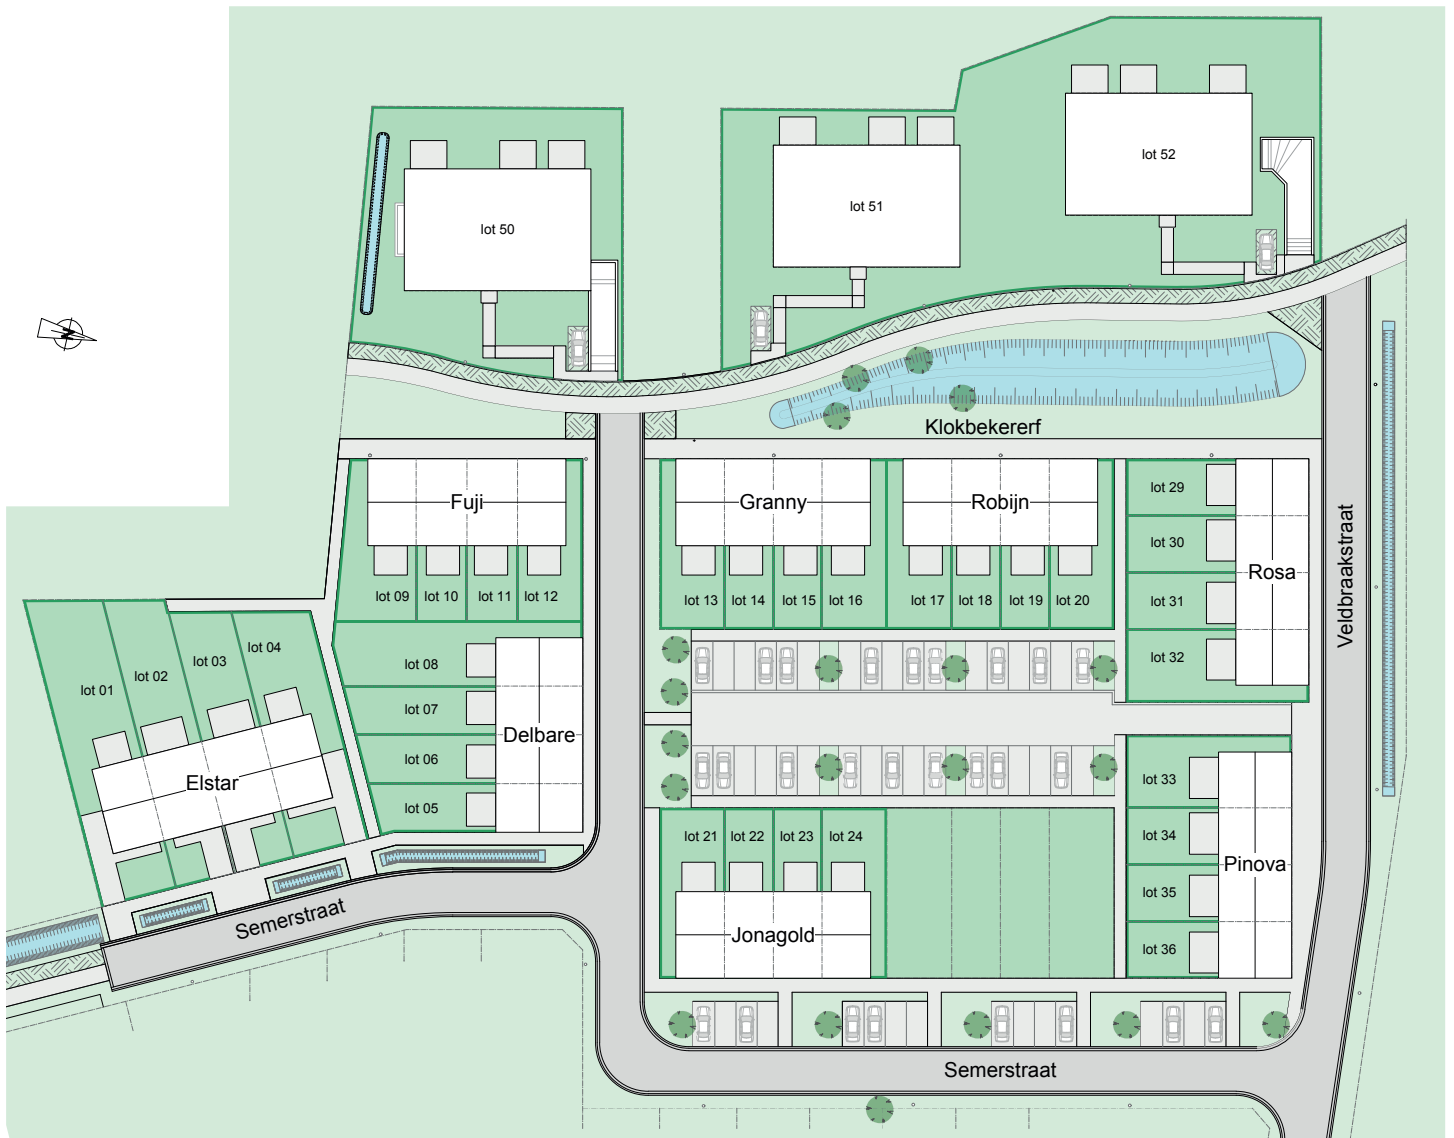 lot 52
lot 51
lot 50
N
Klokbekererf
Fuji
Granny
Robijn
lot 29
lot 30
Rosa
lot 31
lot 32
Veldbraakstraat
lot 09
lot 10
lot 11
lot 12
lot 13
lot 14
lot 15
lot 16
lot 17
lot 18
lot 19
lot 20
lot 01
lot 02
lot 03
lot 04
Elstar
lot 08
lot 07
Delbare
lot 06
lot 05
lot 33
lot 34
Pinova
lot 35
lot 36
lot 21
lot 22
lot 23
lot 24
Jonagold
Semerstraat
Semerstraat